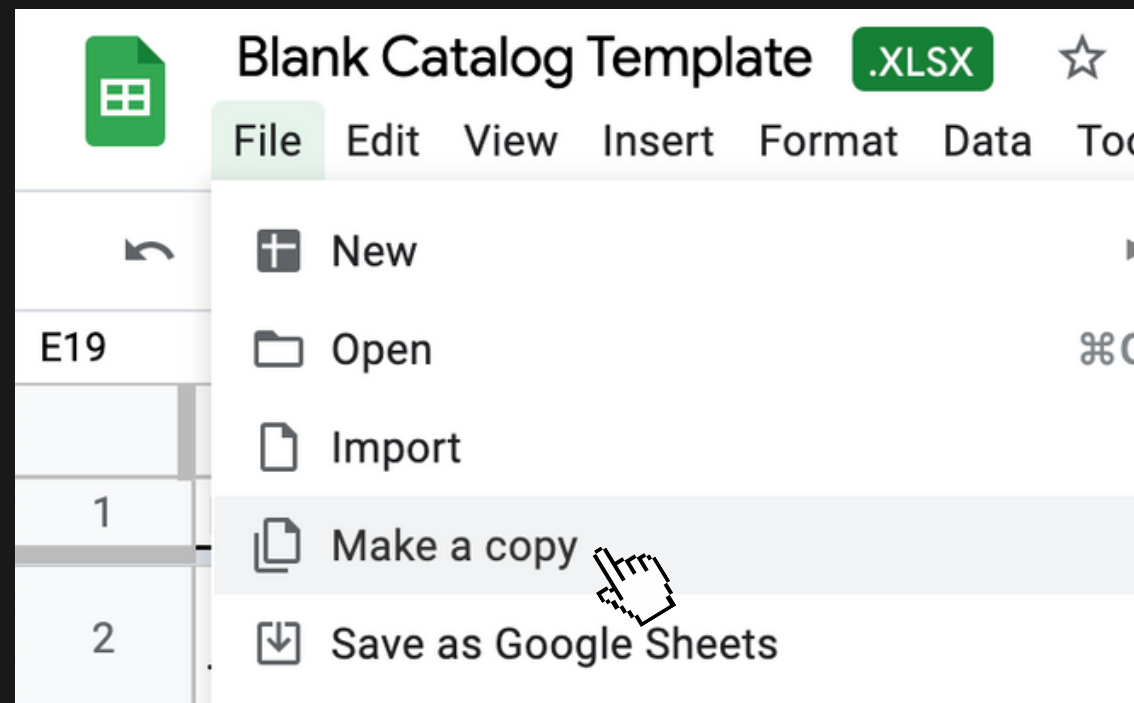 Blank Catalog Template .XLSX
File Edit View Insert Format Data
New
E19
Open
Import
1
Make a copy
2
Save as Google Sheets